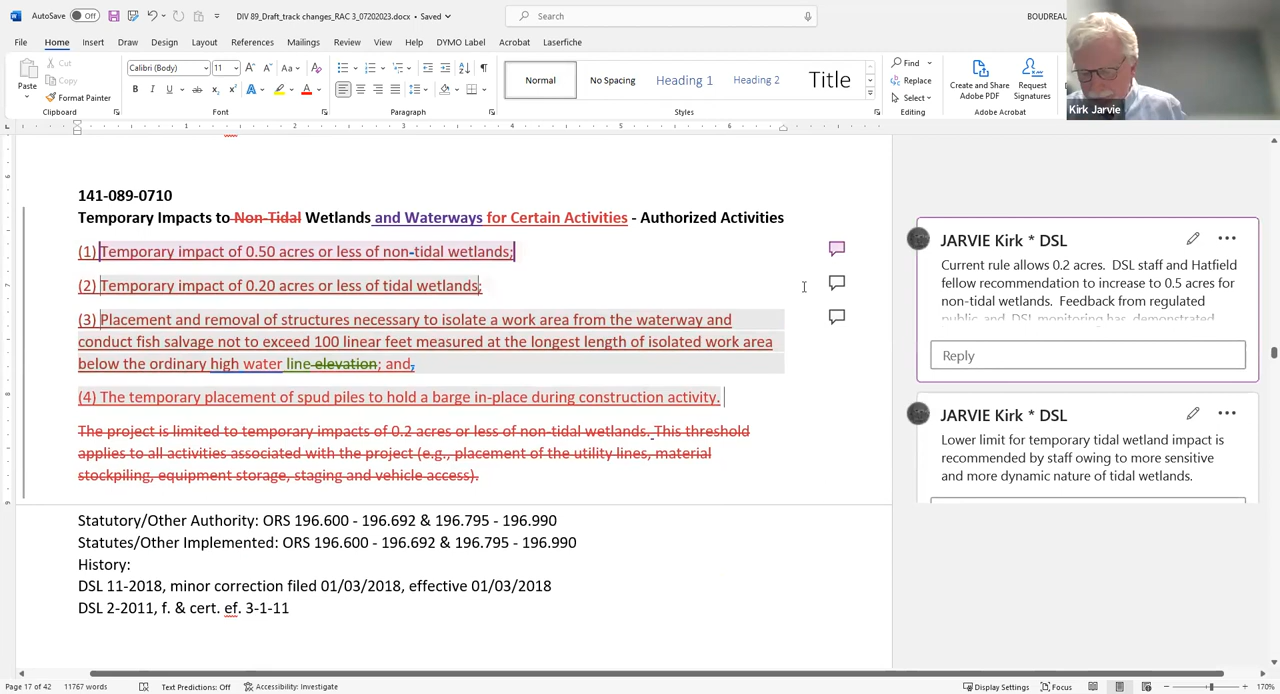 AutoSave Off DIV 89_Draft_track changes_RAC 3_07202023.docx • Saved Search BOUDREAU
File Home Insert Draw Design Layout References Mailings Review View Help DYMO Label Acrobat Laserfiche
Paste Cut Copy Format Painter
Calibri (Body) 11
Normal No Spacing Heading 1 Heading 2 Title
Find Replace Select
Create and Share Adobe PDF Request Signatures
Clipboard Font Paragraph Styles Editing Adobe Acrobat
Kirk Jarvie
141-089-0710
Temporary Impacts to Non-Tidal Wetlands and Waterways for Certain Activities - Authorized Activities
(1) Temporary impact of 0.50 acres or less of non-tidal wetlands;
(2) Temporary impact of 0.20 acres or less of tidal wetlands;
(3) Placement and removal of structures necessary to isolate a work area from the waterway and
conduct fish salvage not to exceed 100 linear feet measured at the longest length of isolated work area
below the ordinary high water line elevation; and,
(4) The temporary placement of spud piles to hold a barge in-place during construction activity.
The project is limited to temporary impacts of 0.2 acres or less of non-tidal wetlands. This threshold
applies to all activities associated with the project (e.g., placement of the utility lines, material
stockpiling, equipment storage, staging and vehicle access).
Statutory/Other Authority: ORS 196.600 - 196.692 & 196.795 - 196.990
Statutes/Other Implemented: ORS 196.600 - 196.692 & 196.795 - 196.990
History:
DSL 11-2018, minor correction filed 01/03/2018, effective 01/03/2018
DSL 2-2011, f. & cert. ef. 3-1-11
JARVIE Kirk * DSL
Current rule allows 0.2 acres. DSL staff and Hatfield
fellow recommendation to increase to 0.5 acres for
non-tidal wetlands. Feedback from regulated
public, and DSL monitoring has demonstrated
Reply
JARVIE Kirk * DSL
Lower limit for temporary tidal wetland impact is
recommended by staff owing to more sensitive
and more dynamic nature of tidal wetlands.
Page 17 of 42 11767 words Text Predictions: Off Accessibility: Investigate Display Settings Focus 170%